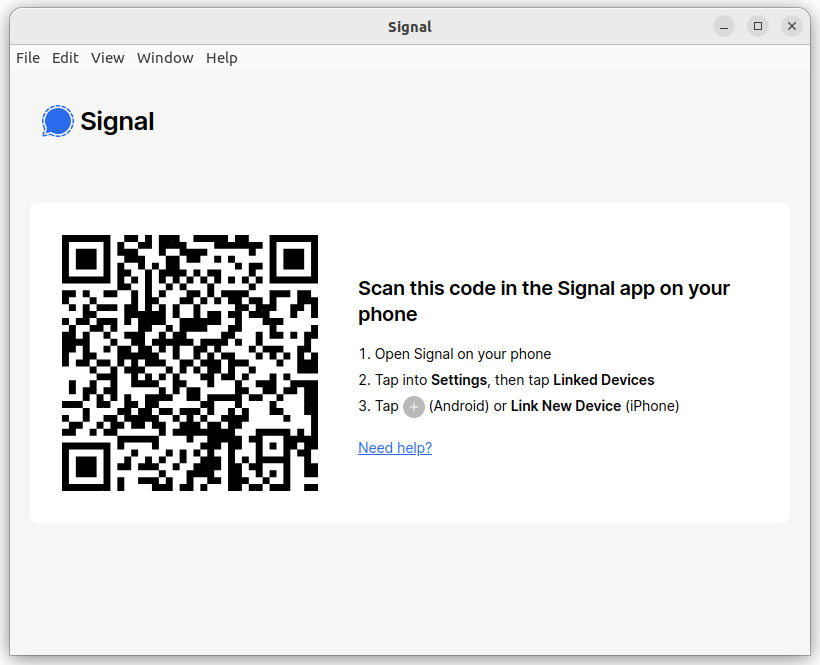 Signal
File Edit View Window Help
Signal
Scan this code in the Signal app on your
phone
1. Open Signal on your phone
2. Tap into Settings, then tap Linked Devices
3. Tap + (Android) or Link New Device (iPhone)
Need help?